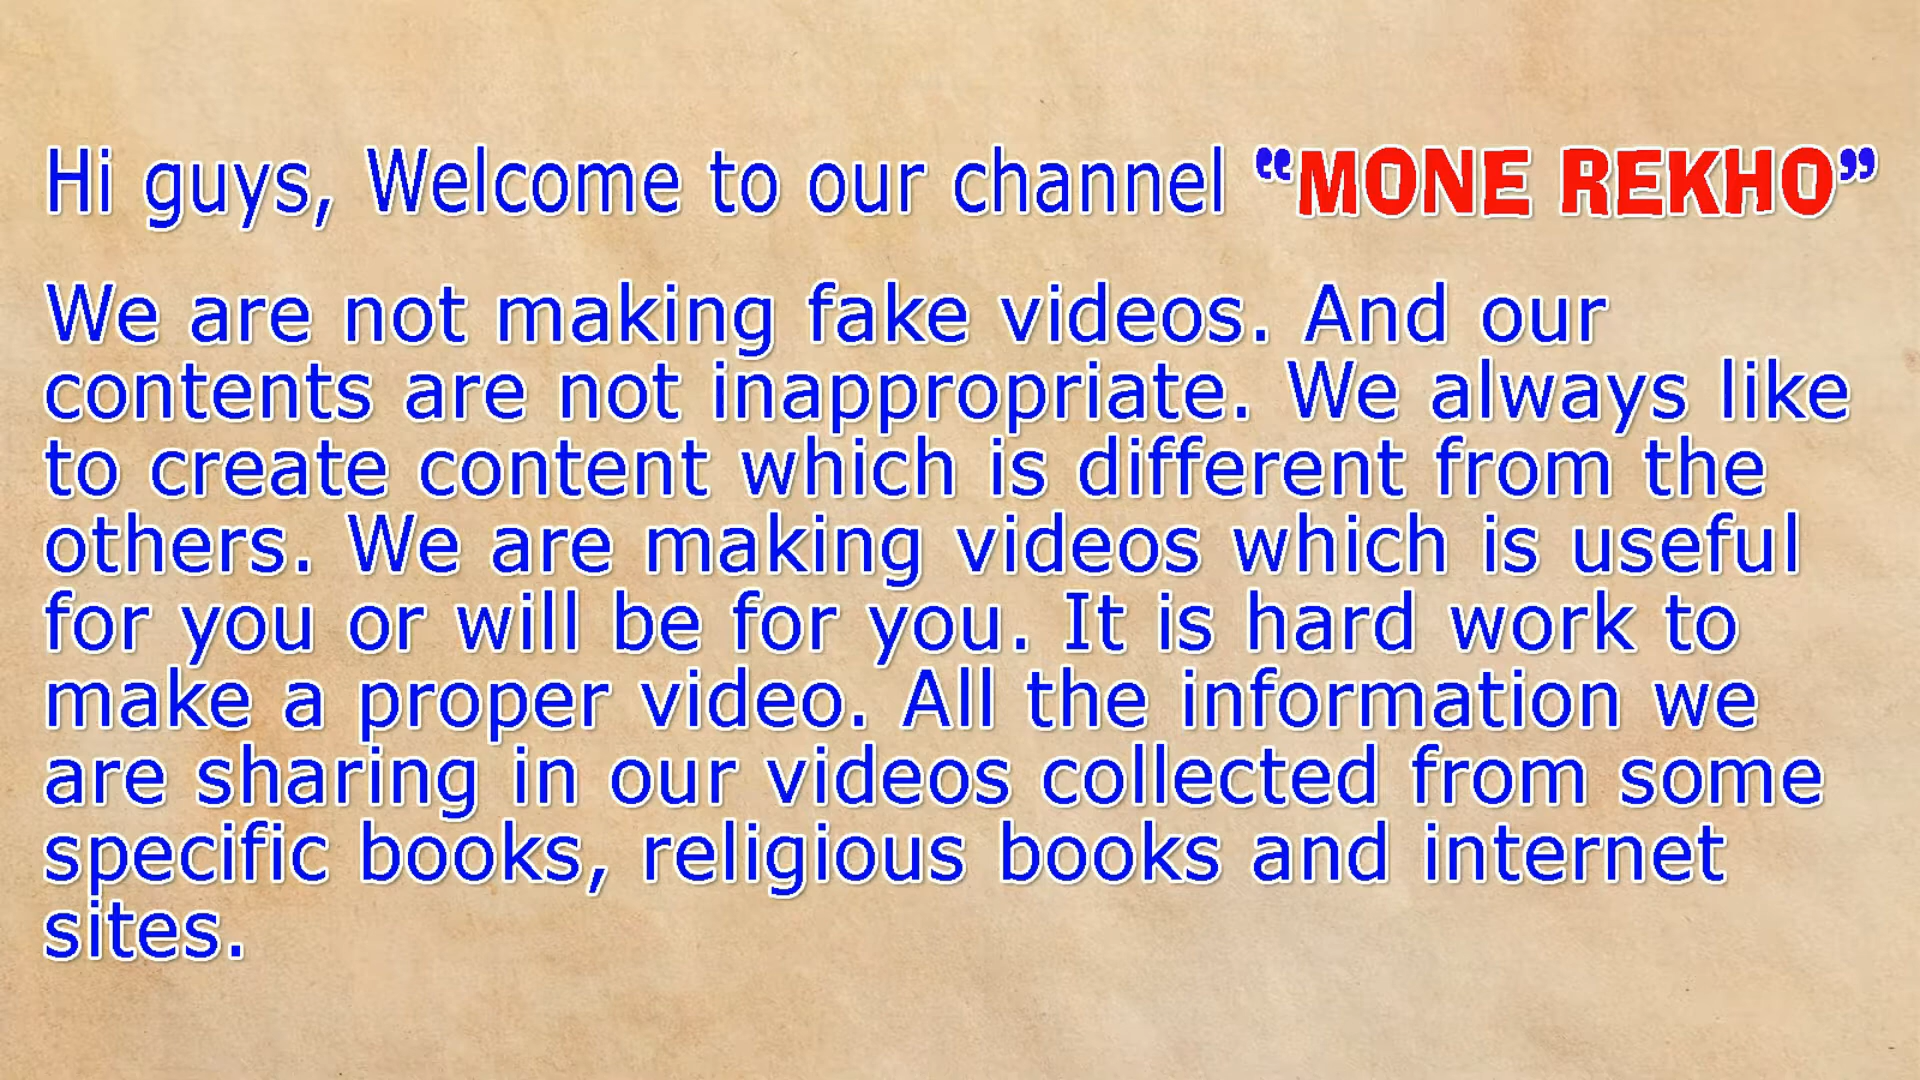 Hi guys, Welcome to our channel “MONE REKHO”
We are not making fake videos. And our
contents are not inappropriate. We always like
to create content which is different from the
others. We are making videos which is useful
for you or will be for you. It is hard work to
make a proper video. All the information we
are sharing in our videos collected from some
specific books, religious books and internet
sites.